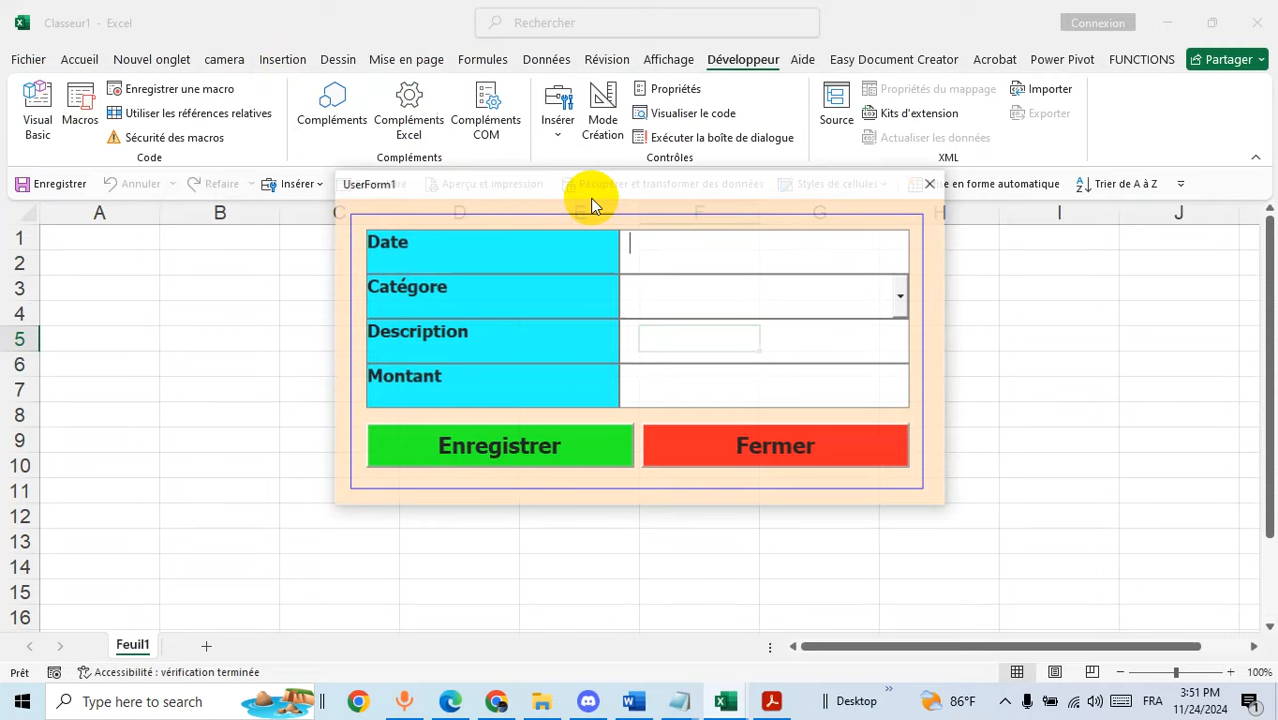 Classeur1 - Excel
Rechercher
Connexion
Fichier Accueil Nouvel onglet camera Insertion Dessin Mise en page Formules Données Révision Affichage Développeur Aide Easy Document Creator Acrobat Power Pivot FUNCTIONS Partager
Visual Basic
Macros
Enregistrer une macro
Utiliser les références relatives
Sécurité des macros
Code
Compléments
Compléments Excel
Compléments COM
Compléments
Insérer
Mode Création
Propriétés
Visualiser le code
Exécuter la boîte de dialogue
Contrôles
Source
Propriétés du mappage
Kits d'extension
Actualiser les données
Importer
Exporter
XML
Enregistrer Annuler Refaire Insérer Aperçu et impression Récupérer et transformer des données Styles de cellules se en forme automatique Trier de A à Z
UserForm1
A B C D E F G H I J
1
2
3
4
5
6
7
8
9
10
11
12
13
14
15
16
Date
Catégore
Description
Montant
Enregistrer Fermer
Feuil1
Prêt Accessibilité : vérification terminée 100%
Type here to search
Desktop
86°F
FRA
3:51 PM
11/24/2024
1